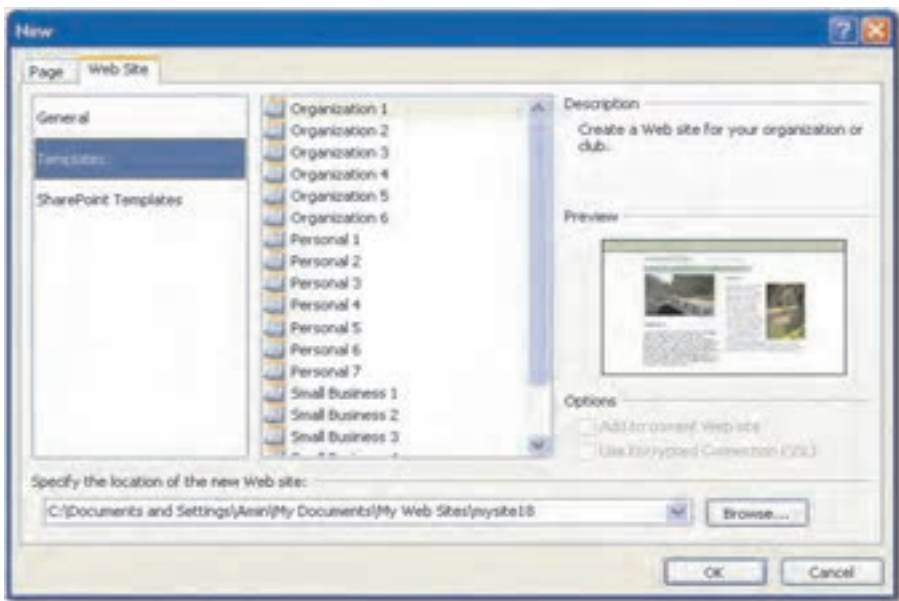 New
Page
Web Site
General
Templates
SharePoint Templates
Organization 1
Organization 2
Organization 3
Organization 4
Organization 5
Organization 6
Personal 1
Personal 2
Personal 3
Personal 4
Personal 5
Personal 6
Personal 7
Small Business 1
Small Business 2
Small Business 3
Description
Create a Web site for your organization or
club.
Preview
Options
Add to current Web site
Use Encrypted Connection (SSL)
Specify the location of the new Web site:
C:\Documents and Settings\Amin\My Documents\My Web Sites\mysite18
Browse...
OK
Cancel